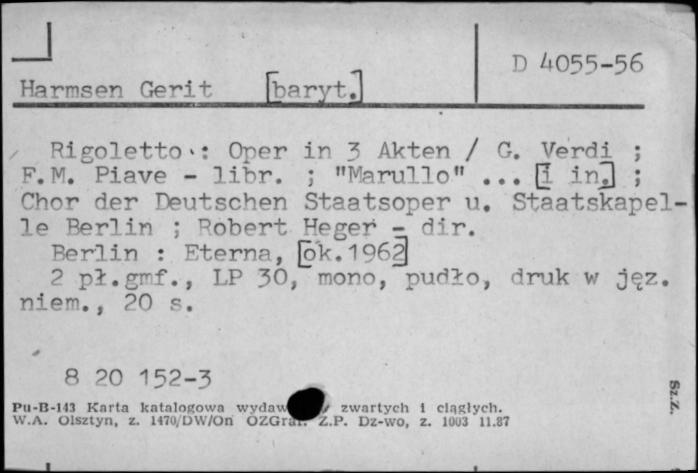 D 4055-56
Harmsen Gerit [baryt.]
Rigoletto : Oper in 3 Akten / G. Verdi ;
F.M. Piave - libr. ; "Marullo" ... [i in.] ;
Chor der Deutschen Staatsoper u. Staatskapel-
le Berlin ; Robert Heger - dir.
Berlin : Eterna, [ok.1962]
2 pł.gmf., LP 30, mono, pudło, druk w jęz.
niem., 20 s.
8 20 152-3
Pu-B-143 Karta katalogowa zwartych i ciągłych.
W.A. Olsztyn, z. 1470/DW/On OZGraf. Z.P. Dz-wo, z. 1003 11.87
Sz.Z.